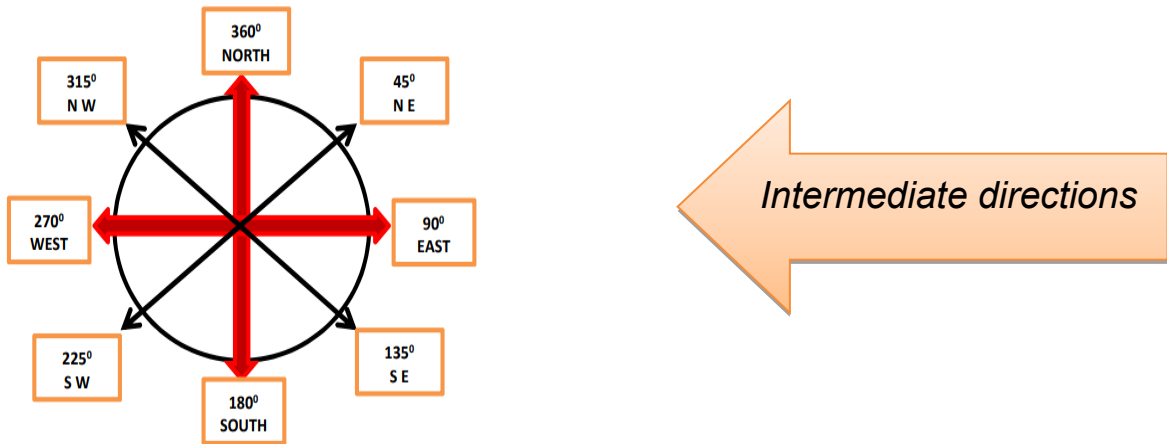 360⁰
NORTH
315⁰
N W
45⁰
N E
270⁰
WEST
90⁰
EAST
225⁰
S W
135⁰
S E
180⁰
SOUTH
Intermediate directions